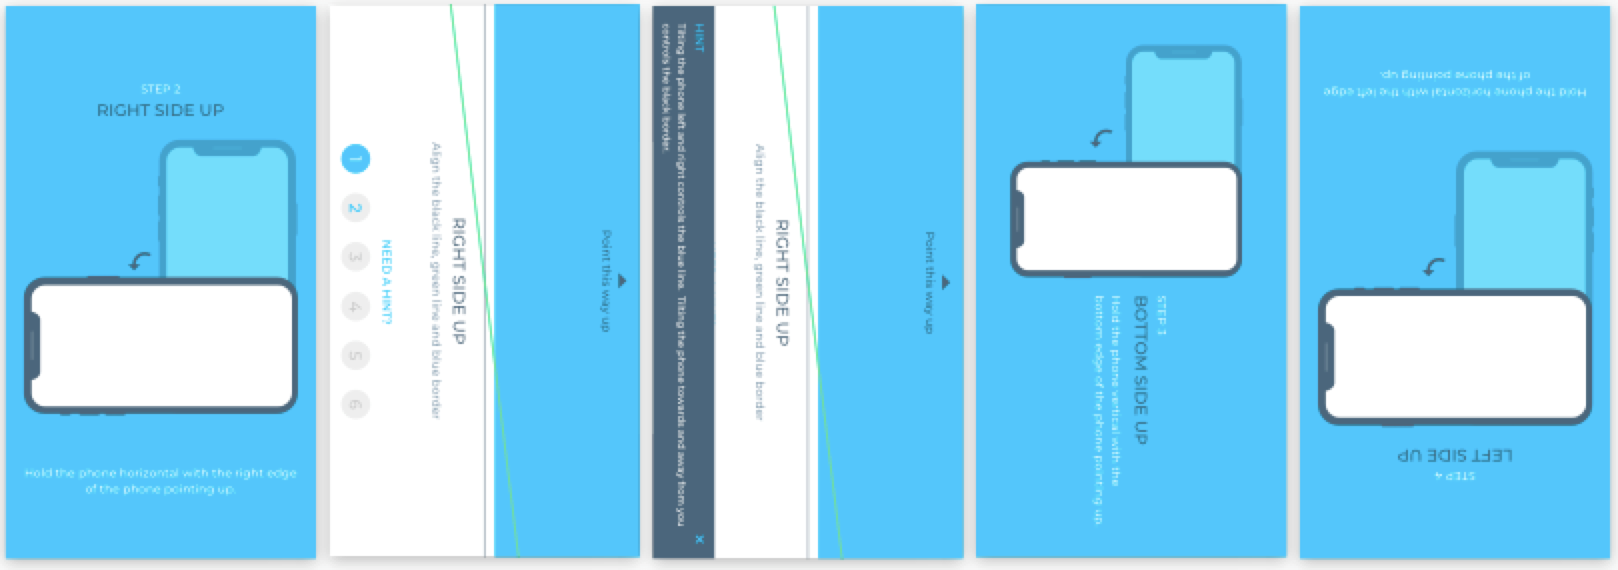 STEP 2
RIGHT SIDE UP
Hold the phone horizontal with the right edge
of the phone pointing up.
Point this way up
RIGHT SIDE UP
Align the black line, green line and blue border
NEED A HINT?
1
2
3
4
5
6
Point this way up
RIGHT SIDE UP
Align the black line, green line and blue border
HINT
X
Tilting the phone left and right controls the blue line. Tilting the phone towards and away from you
controls the black border.
STEP 3
BOTTOM SIDE UP
Hold the phone vertical with the
bottom edge of the phone pointing up.
STEP 4
LEFT SIDE UP
Hold the phone horizontal with the left edge
of the phone pointing up.